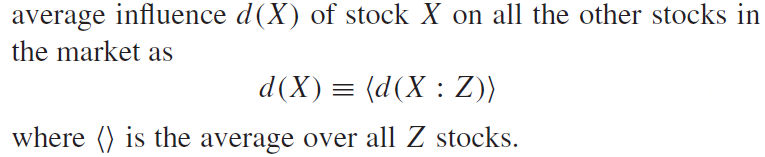 average influence d(X) of stock X on all the other stocks in
the market as
d(X) ≡ ⟨d(X : Z)⟩
where ⟨⟩ is the average over all Z stocks.